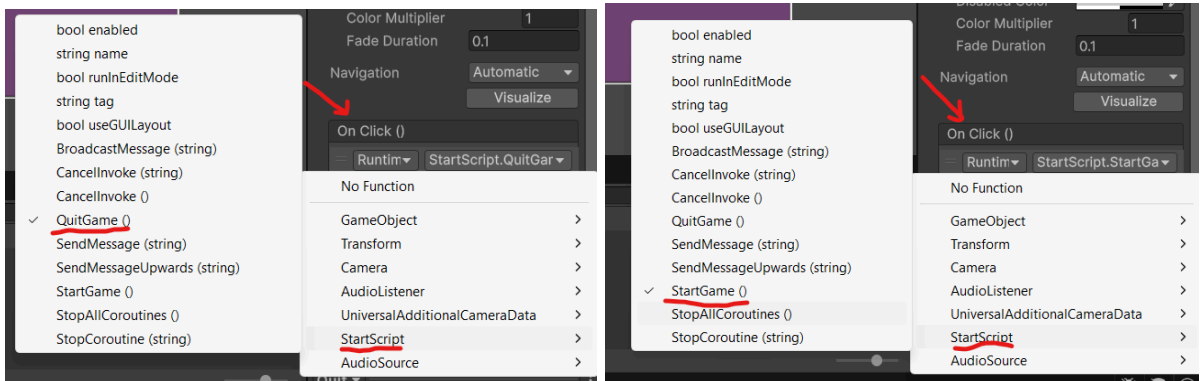 bool enabled
string name
bool runInEditMode
string tag
bool useGUILayout
BroadcastMessage (string)
CancelInvoke (string)
CancelInvoke ()
QuitGame ()
SendMessage (string)
SendMessageUpwards (string)
StartGame ()
StopAllCoroutines ()
StopCoroutine (string)
Color Multiplier 1
Fade Duration 0.1
Navigation Automatic
Visualize
On Click ()
Runtim StartScript.QuitGar
No Function
GameObject
Transform
Camera
AudioListener
UniversalAdditionalCameraData
StartScript
AudioSource
bool enabled
string name
bool runInEditMode
string tag
bool useGUILayout
BroadcastMessage (string)
CancelInvoke (string)
CancelInvoke ()
QuitGame ()
SendMessage (string)
SendMessageUpwards (string)
StartGame ()
StopAllCoroutines ()
StopCoroutine (string)
Color Multiplier 1
Fade Duration 0.1
Navigation Automatic
Visualize
On Click ()
Runtim StartScript.StartGa
No Function
GameObject
Transform
Camera
AudioListener
UniversalAdditionalCameraData
StartScript
AudioSource